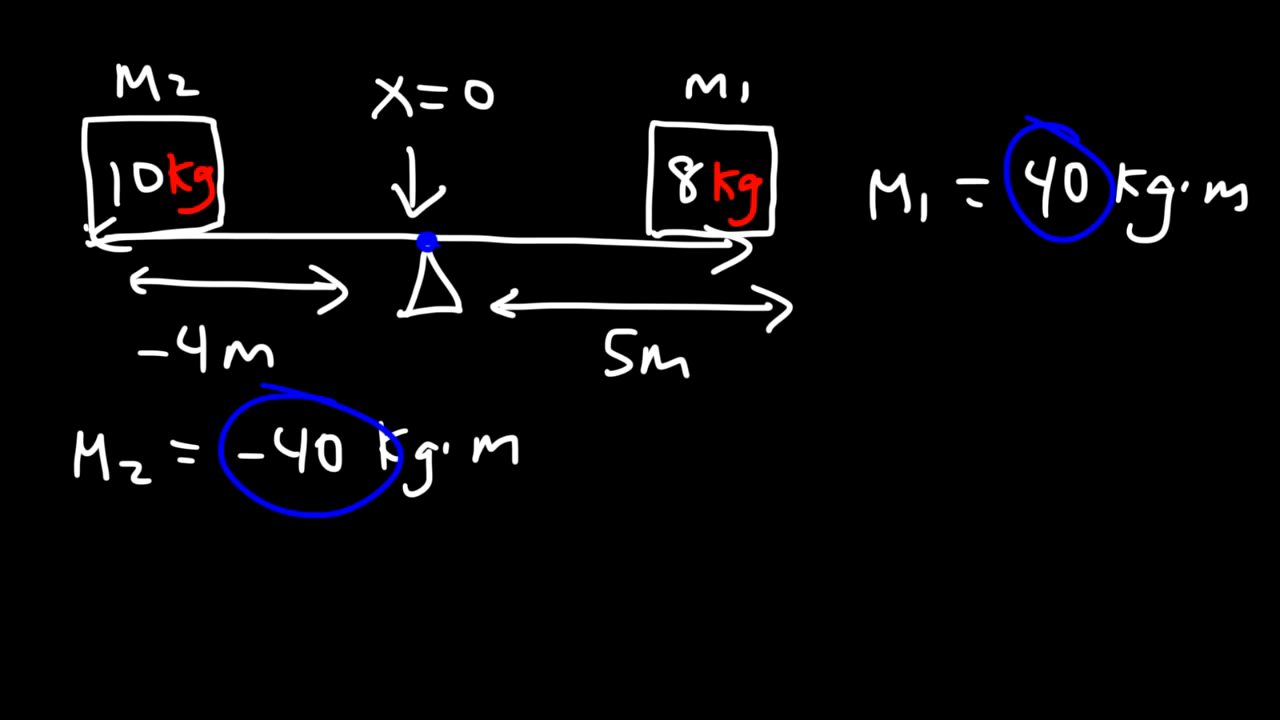 M2 x=0 M1
10kg 8kg
M1 = 40 kg·m
-4m 5m
M2 = -40 kg·m